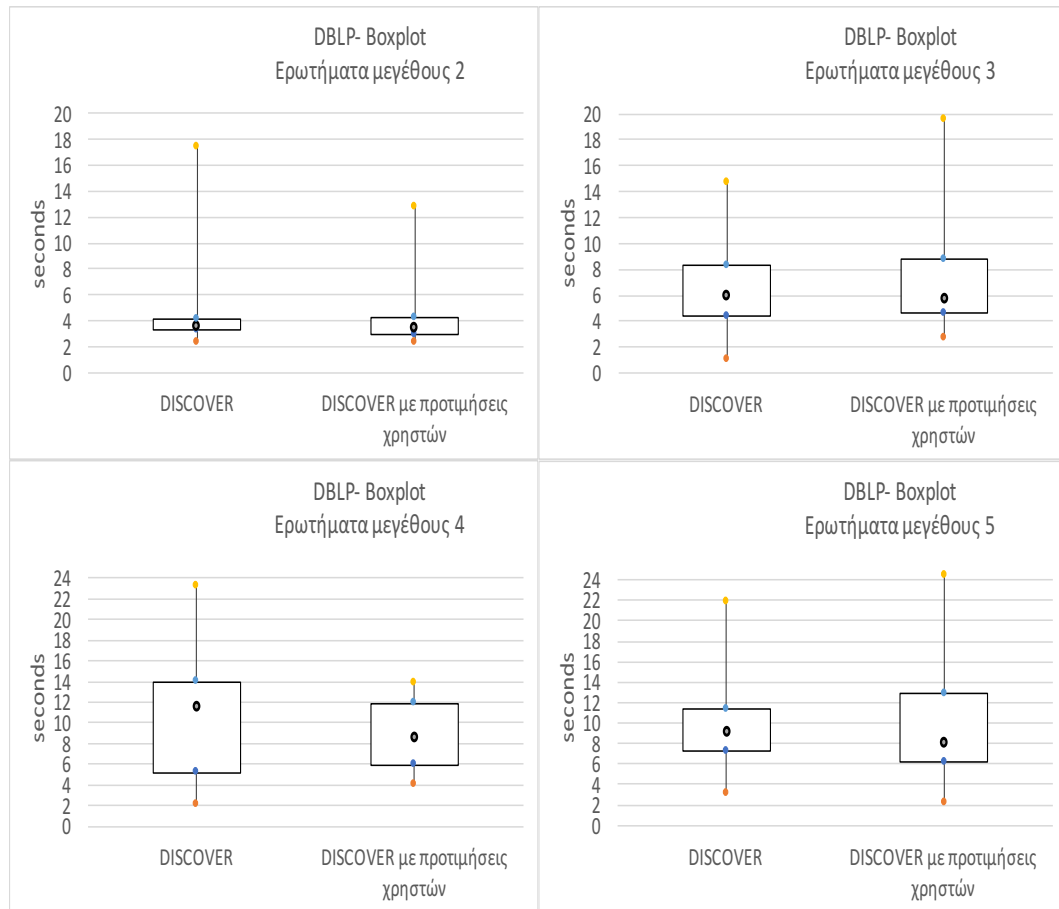 DBLP- Boxplot
Ερωτήματα μεγέθους 2
20
18
16
14
12
10
8
6
4
2
0
seconds
DISCOVER
DISCOVER με προτιμήσεις
χρηστών
DBLP- Boxplot
Ερωτήματα μεγέθους 3
20
18
16
14
12
10
8
6
4
2
0
seconds
DISCOVER
DISCOVER με προτιμήσεις
χρηστών
DBLP- Boxplot
Ερωτήματα μεγέθους 4
24
22
20
18
16
14
12
10
8
6
4
2
0
seconds
DISCOVER
DISCOVER με προτιμήσεις
χρηστών
DBLP- Boxplot
Ερωτήματα μεγέθους 5
24
22
20
18
16
14
12
10
8
6
4
2
0
seconds
DISCOVER
DISCOVER με προτιμήσεις
χρηστών